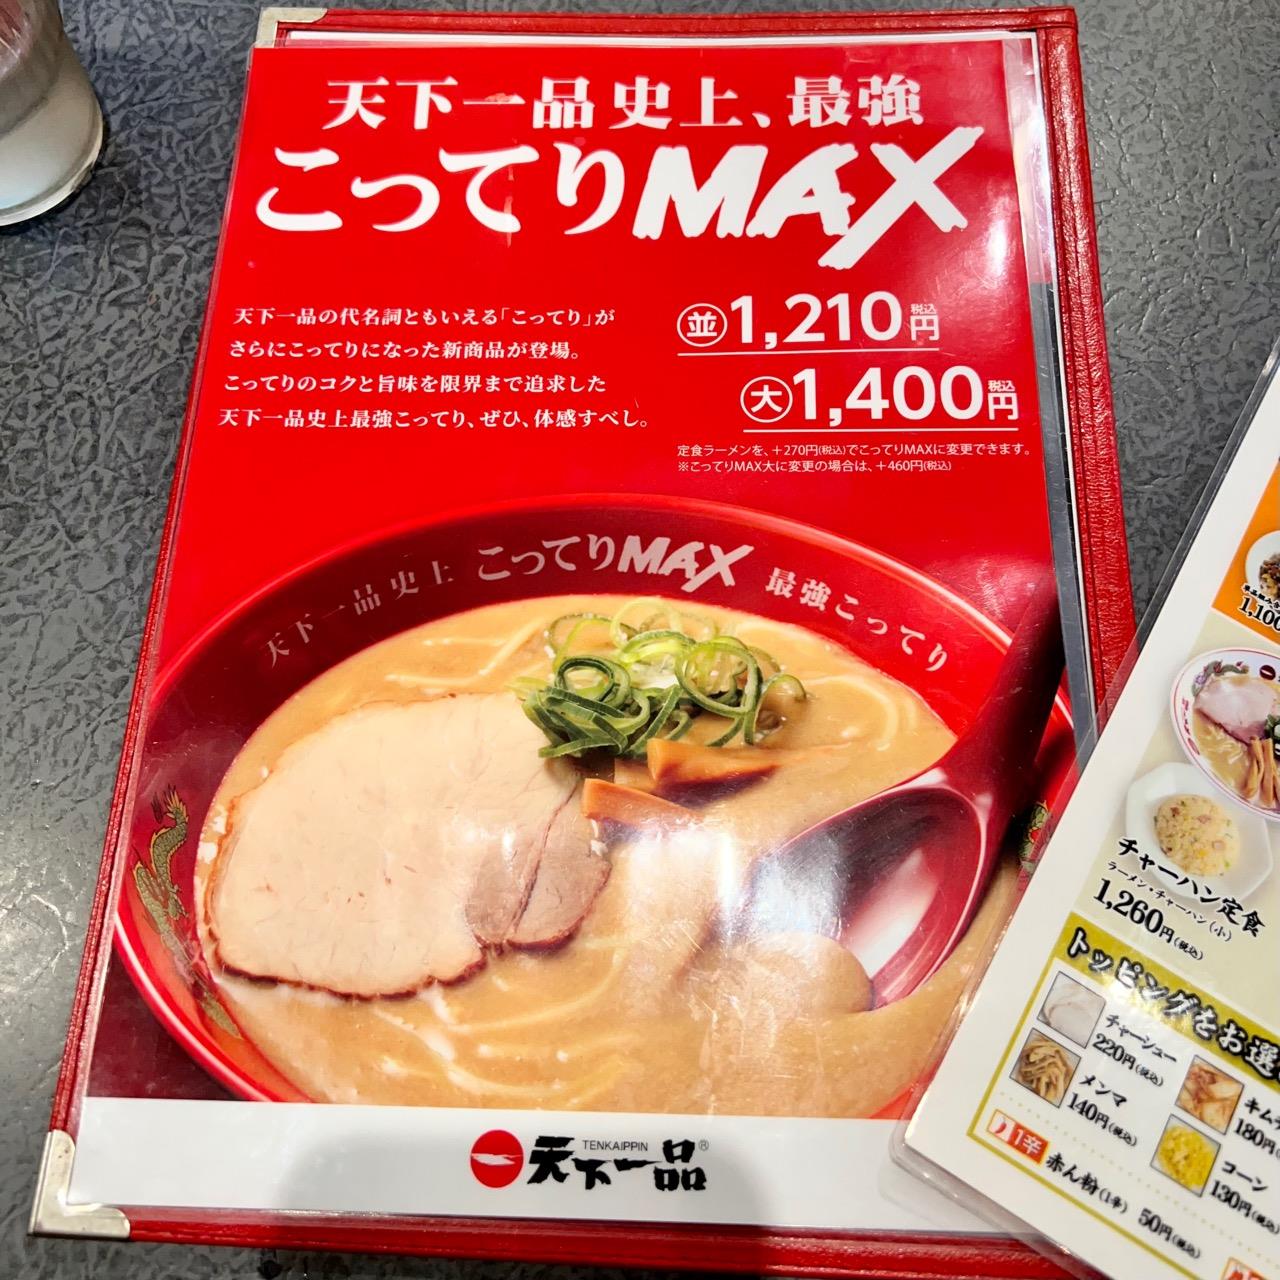 天下一品史上、最強
こってりMAX
天下一品の代名詞ともいえる「こってり」が
さらにこってりになった新商品が登場。
こってりのコクと旨味を限界まで追求した
天下一品史上最強こってり、ぜひ、体感すべし。
並 1,210円 税込
大 1,400円 税込
定食ラーメンを、+270円(税込)でこってりMAXに変更できます。
※こってりMAX大に変更の場合は、+460円(税込)
天下一品史上 こってりMAX 最強こってり
TENKAIPPIN
天下一品®
1,100
チャーハン定食
ラーメン・チャーハン(小)
1,260円(税込)
トッピングをお選
チャーシュー
220円(税込)
メンマ
140円(税込)
キム
180円
コーン
130円(税込)
1辛 赤ん粉(1辛) 50円(税込)